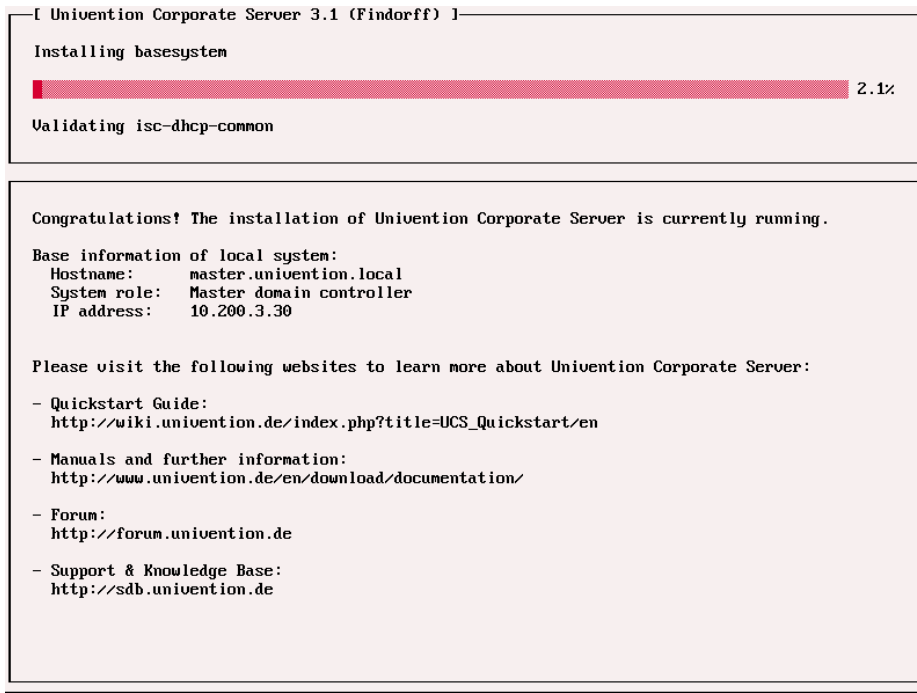 [ Univention Corporate Server 3.1 (Findorff) ]
Installing basesystem
2.1%
Validating isc-dhcp-common
Congratulations! The installation of Univention Corporate Server is currently running.
Base information of local system:
Hostname: master.univention.local
System role: Master domain controller
IP address: 10.200.3.30
Please visit the following websites to learn more about Univention Corporate Server:
- Quickstart Guide:
http://wiki.univention.de/index.php?title=UCS_Quickstart/en
- Manuals and further information:
http://www.univention.de/en/download/documentation/
- Forum:
http://forum.univention.de
- Support & Knowledge Base:
http://sdb.univention.de